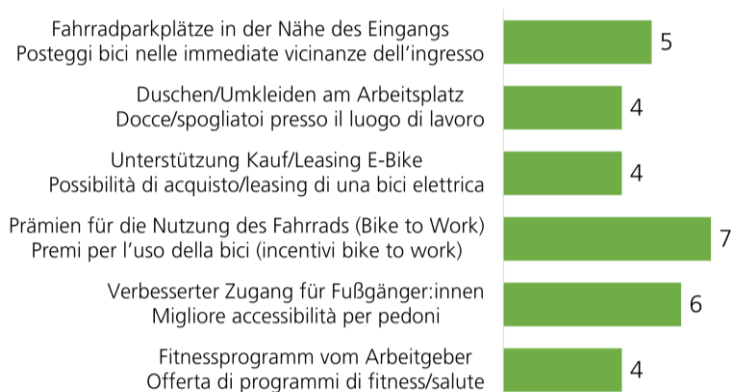 Fahrradparkplätze in der Nähe des Eingangs
Posteggi bici nelle immediate vicinanze dell'ingresso
5
Duschen/Umkleiden am Arbeitsplatz
Docce/spogliatoi presso il luogo di lavoro
4
Unterstützung Kauf/Leasing E-Bike
Possibilità di acquisto/leasing di una bici elettrica
4
Prämien für die Nutzung des Fahrrads (Bike to Work)
Premi per l'uso della bici (incentivi bike to work)
7
Verbesserter Zugang für Fußgänger:innen
Migliore accessibilità per pedoni
6
Fitnessprogramm vom Arbeitgeber
Offerta di programmi di fitness/salute
4